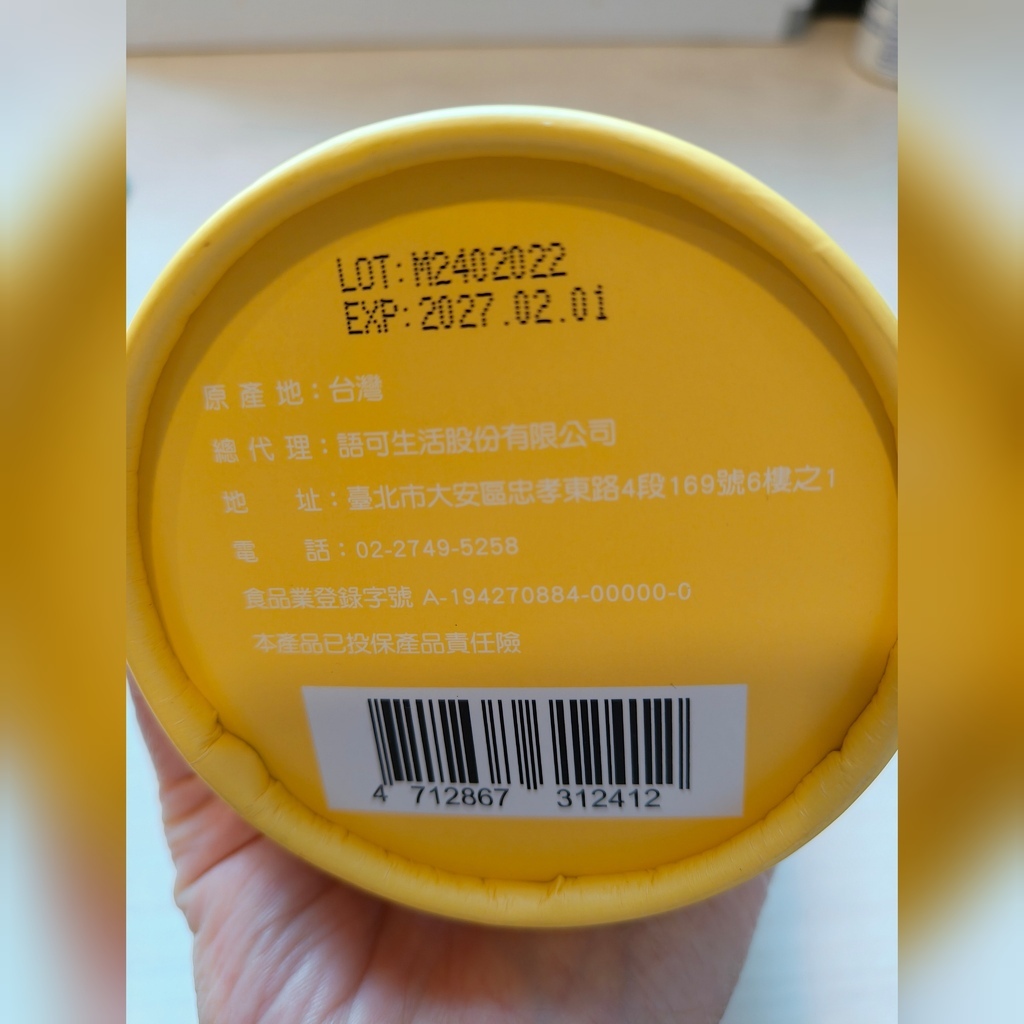 LOT:M2402022
EXP:2027.02.01
原產地：台灣
總代理：語可生活股份有限公司
地址：臺北市大安區忠孝東路4段169號6樓之1
電話：02-2749-5258
食品業登錄字號 A-194270884-00000-0
本產品已投保產品責任險
4 712867 312412